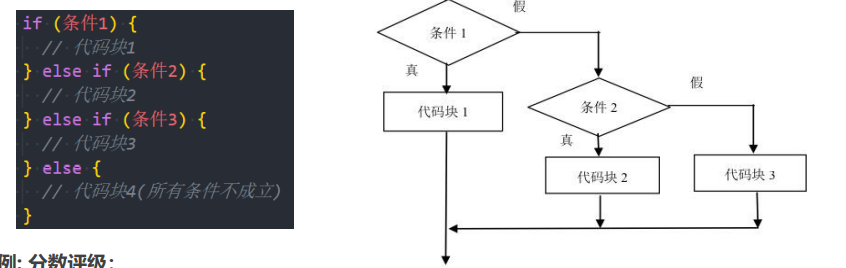 if (条件1) {
// 代码块1
} else if (条件2) {
// 代码块2
} else if (条件3) {
// 代码块3
} else {
// 代码块4(所有条件不成立)
}
假
条件 1
真
假
代码块 1
条件 2
真
代码块 2
代码块 3
例: 分数评级: